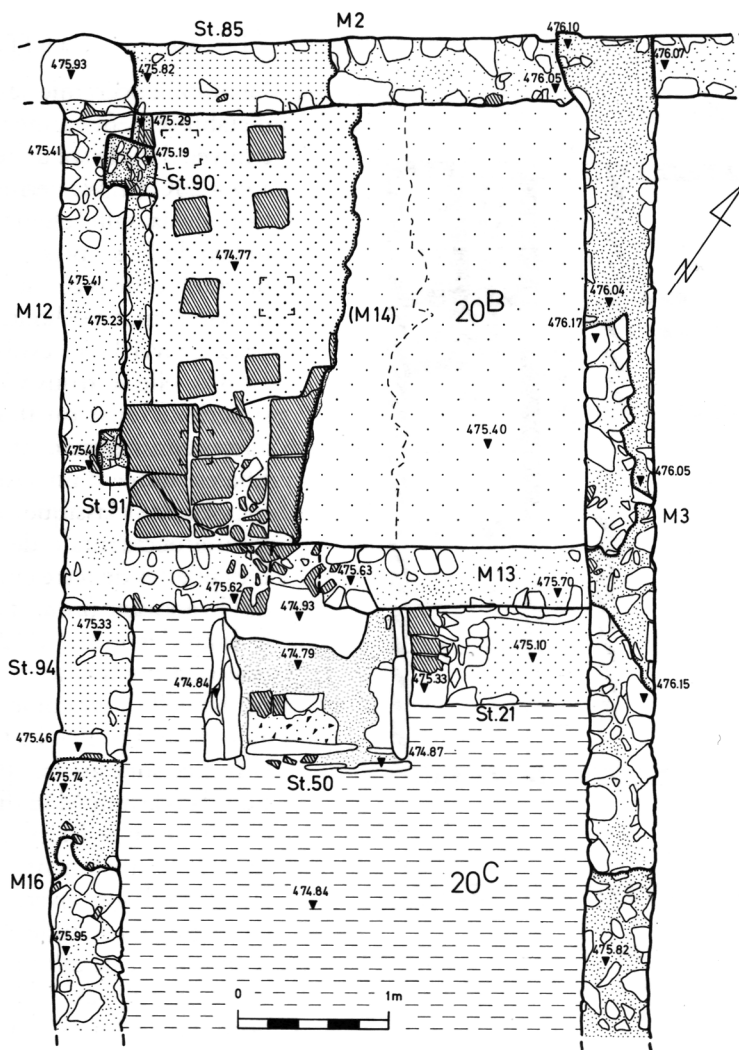 St.85
M2
476.10
475.93
475.82
476.05
476.07
475.29
475.41
475.19
St.90
474.77
N
M12
475.41
475.23
(M14)
20B
476.04
476.17
475.40
475.41
St.91
476.05
M3
475.62
475.63
M13
475.70
474.93
475.33
474.79
475.10
St.94
474.84
475.33
476.15
St.21
475.46
474.87
475.74
St.50
M16
474.84
20C
475.95
475.82
0
1m